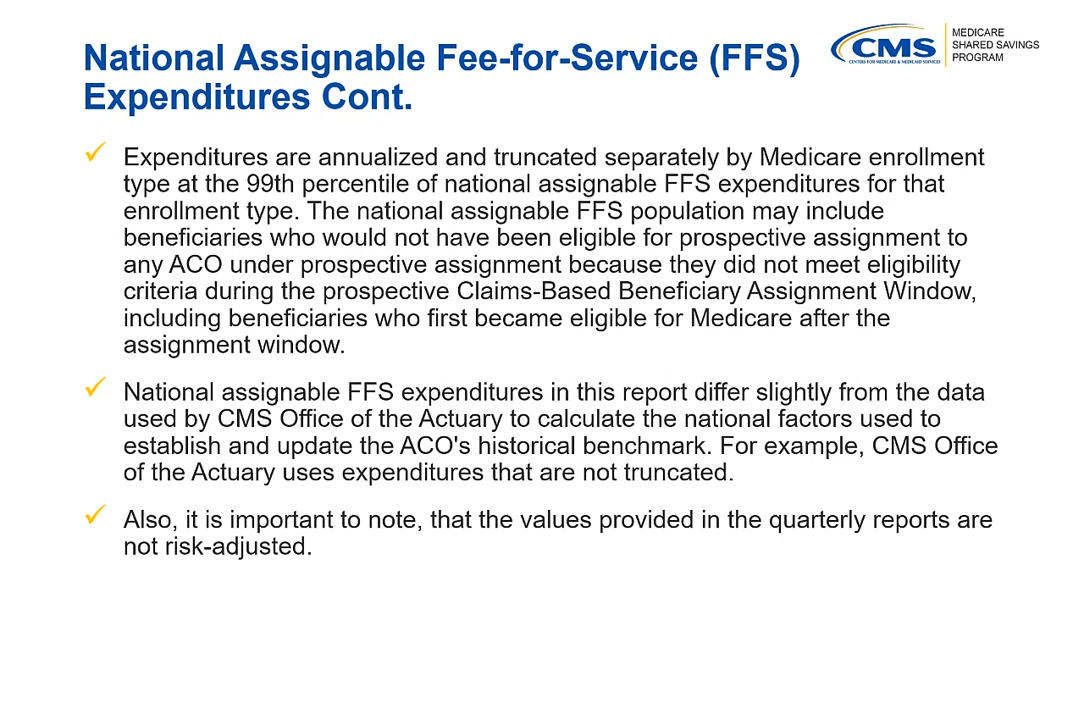 National Assignable Fee-for-Service (FFS)
Expenditures Cont.
CMS
CENTERS FOR MEDICARE & MEDICAID SERVICES
MEDICARE
SHARED SAVINGS
PROGRAM
Expenditures are annualized and truncated separately by Medicare enrollment
type at the 99th percentile of national assignable FFS expenditures for that
enrollment type. The national assignable FFS population may include
beneficiaries who would not have been eligible for prospective assignment to
any ACO under prospective assignment because they did not meet eligibility
criteria during the prospective Claims-Based Beneficiary Assignment Window,
including beneficiaries who first became eligible for Medicare after the
assignment window.
National assignable FFS expenditures in this report differ slightly from the data
used by CMS Office of the Actuary to calculate the national factors used to
establish and update the ACO's historical benchmark. For example, CMS Office
of the Actuary uses expenditures that are not truncated.
Also, it is important to note, that the values provided in the quarterly reports are
not risk-adjusted.